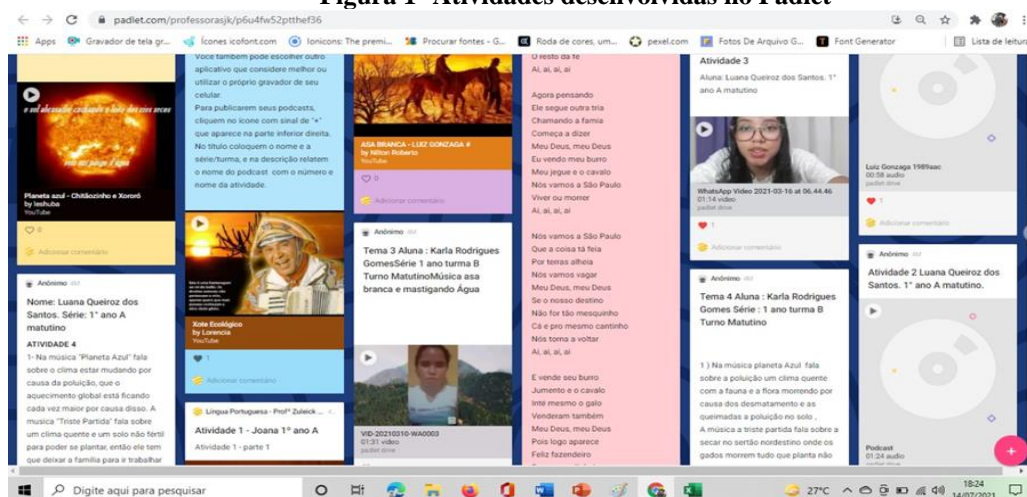 Figura 1- Atividades desenvolvidas no Padlet
padlet.com/professorasjk/p6u4fw52ptthef36
Apps
Gravador de tela gr...
Ícones icofont.com
Ionicons: The premi...
Procurar fontes - G...
Roda de cores, um...
pexel.com
Fotos De Arquivo G...
Font Generator
Lista de leitura
Planeta azul - Chitãozinho e Xororó
by leshuba
YouTube
0
Adicionar comentário
Anônimo
Nome: Luana Queiroz dos
Santos. Série: 1° ano A
matutino
ATIVIDADE 4
1- Na música "Planeta Azul" fala
sobre o clima estar mudando por
causa da poluição, que o
aquecimento global está ficando
cada vez maior por causa disso. A
musica "Triste Partida" fala sobre
um clima quente e um solo não fértil
para poder se plantar, então ele tem
que deixar a família para ir trabalhar
Você também pode escolher outro
aplicativo que considere melhor ou
utilizar o próprio gravador de seu
celular.
Para publicarem seus podcasts,
cliquem no ícone com sinal de "+"
que aparece na parte inferior direita.
No título coloquem o nome e a
série/turma, e na descrição relatem
o nome do podcast com o número e
nome da atividade.
Xote Ecológico
by Lorencia
YouTube
1
Adicionar comentário
Língua Portuguesa - Profª Zuleick ...
Atividade 1 - Joana 1º ano A
Atividade 1 - parte 1
ASA BRANCA - LUIZ GONZAGA #
by Nilton Roberto
YouTube
0
Adicionar comentário
Anônimo
Tema 3 Aluna : Karla Rodrigues
GomesSérie 1 ano turma B
Turno MatutinoMúsica asa
branca e mastigando Água
VID-20210310-WA0003
01:31 vídeo
padlet drive
O resto da fé
Ai, ai, ai, ai
Agora pensando
Ele segue outra tria
Chamando a famia
Começa a dizer
Meu Deus, meu Deus
Eu vendo meu burro
Meu jegue e o cavalo
Nós vamos a São Paulo
Viver ou morrer
Ai, ai, ai, ai
Nós vamos a São Paulo
Que a coisa tá feia
Por terras alheia
Nós vamos vagar
Meu Deus, meu Deus
Se o nosso destino
Não for tão mesquinho
Cá e pro mesmo cantinho
Nós torna a voltar
Ai, ai, ai, ai
E vende seu burro
Jumento e o cavalo
Inté mesmo o galo
Venderam também
Meu Deus, meu Deus
Pois logo aparece
Feliz fazendeiro
Atividade 3
Aluna: Luana Queiroz dos Santos. 1°
ano A matutino
WhatsApp Video 2021-03-16 at 06.44.46
01:14 vídeo
padlet drive
1
Adicionar comentário
Anônimo
Tema 4 Aluna : Karla Rodrigues
Gomes Série : 1 ano turma B
Turno Matutino
1 ) Na música planeta Azul fala
sobre a poluição um clima quente
com a fauna e a flora morrendo por
causa dos desmatamento e as
queimadas a poluição no solo ,
A música a triste partida fala sobre a
secar no sertão nordestino onde os
gados morrem tudo que planta não
Luiz Gonzaga 1989aac
00:58 audio
padlet drive
1
Adicionar comentário
Anônimo
Atividade 2 Luana Queiroz dos
Santos. 1° ano A matutino.
Podcast
01:24 audio
padlet drive
Digite aqui para pesquisar
27°C
18:24
14/07/2021